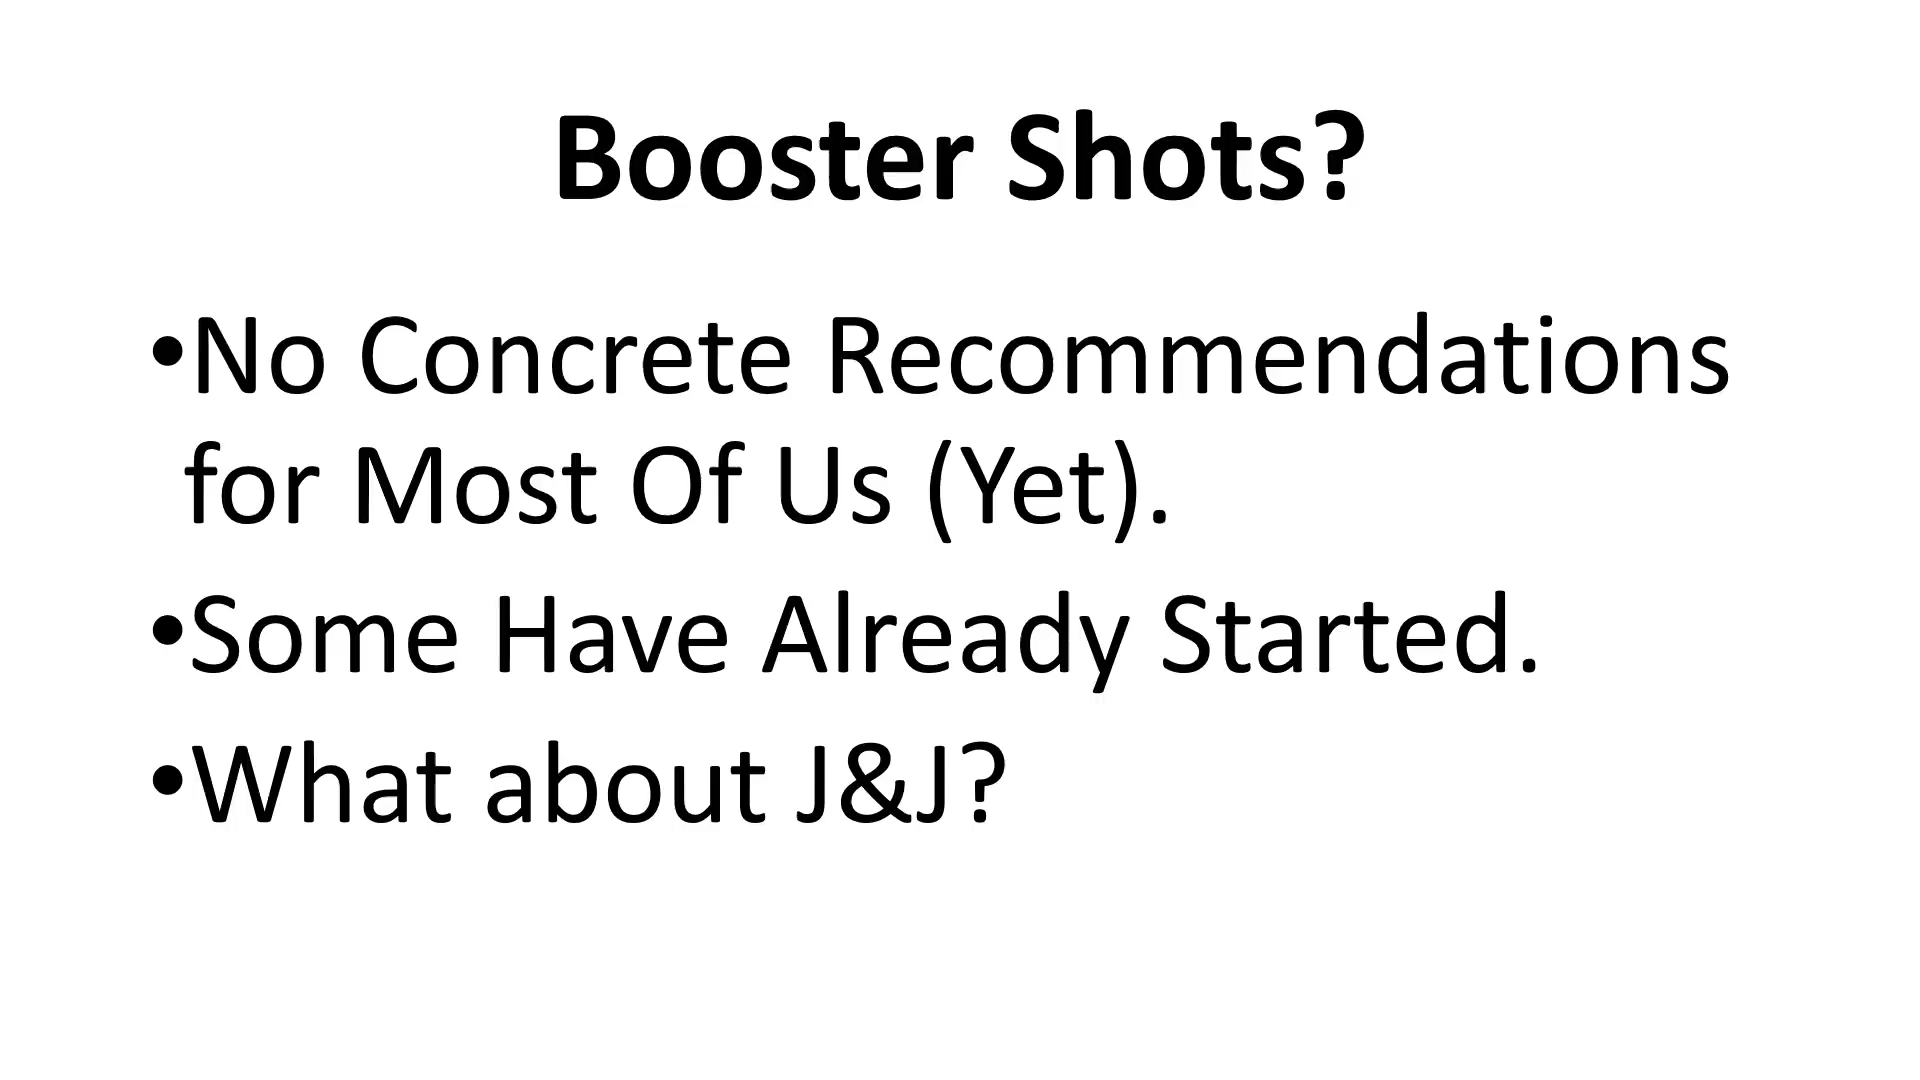 Booster Shots?
•No Concrete Recommendations
for Most Of Us (Yet).
•Some Have Already Started.
•What about J&J?